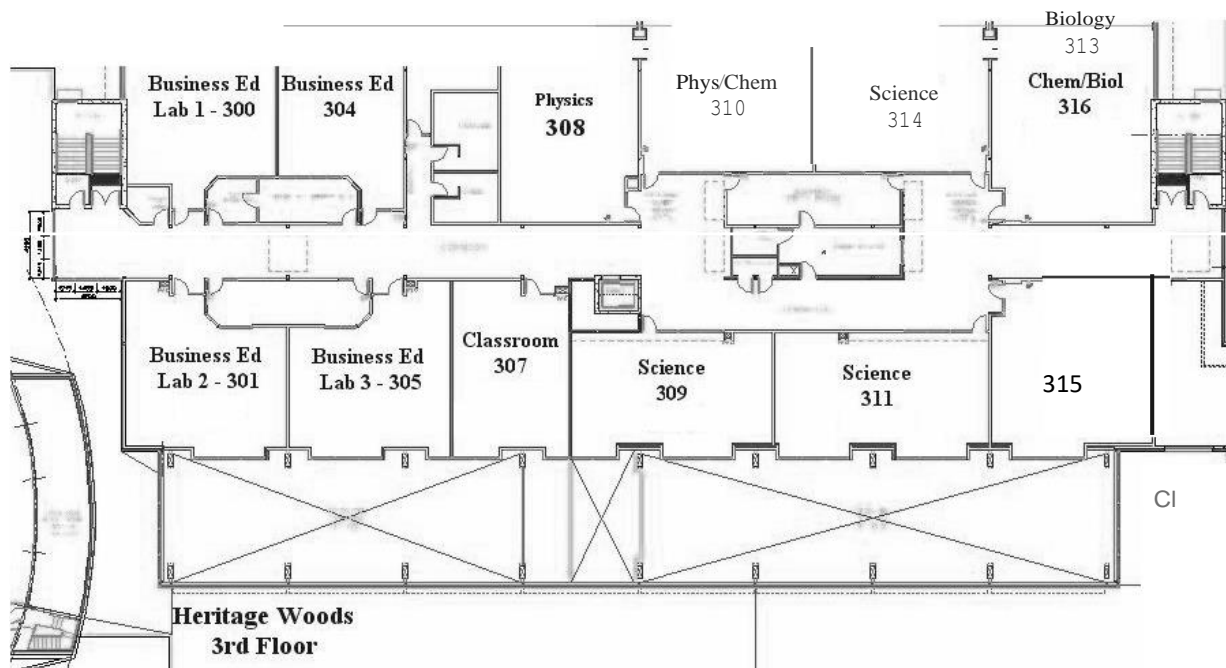 Business Ed
Lab 1 - 300
Business Ed
304
Physics
308
Phys/Chem
310
Science
314
Biology
313
Chem/Biol
316
Business Ed
Lab 2 - 301
Business Ed
Lab 3 - 305
Classroom
307
Science
309
Science
311
315
Cl
Heritage Woods
3rd Floor